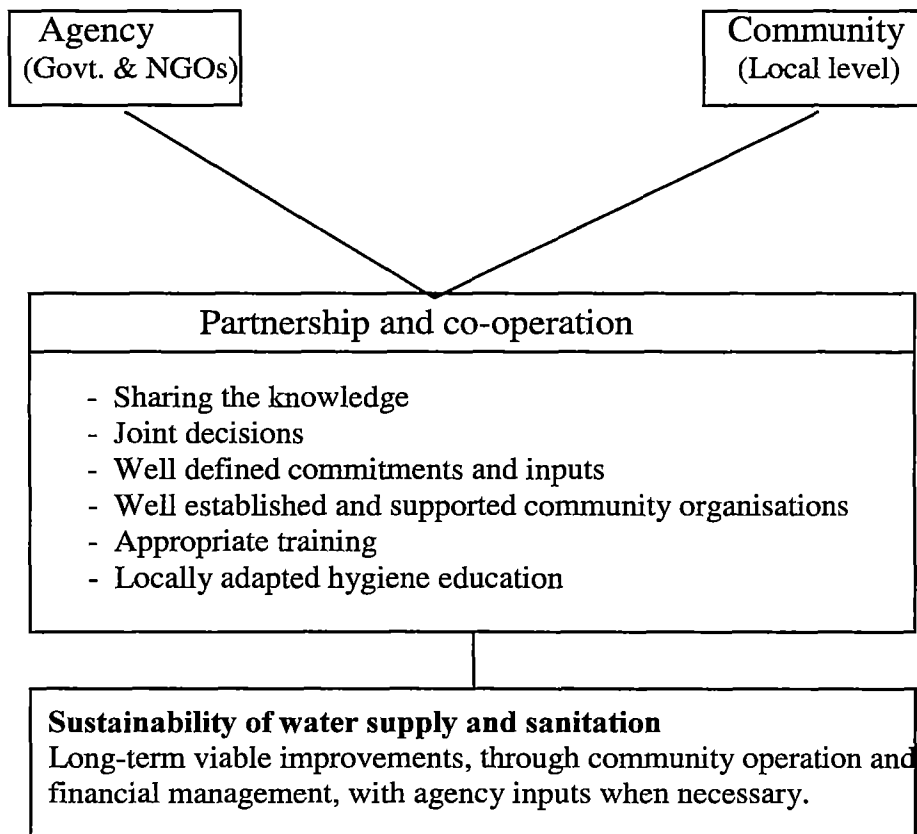 Agency
(Govt. & NGOs)
Community
(Local level)
Partnership and co-operation
- Sharing the knowledge
- Joint decisions
- Well defined commitments and inputs
- Well established and supported community organisations
- Appropriate training
- Locally adapted hygiene education
Sustainability of water supply and sanitation
Long-term viable improvements, through community operation and
financial management, with agency inputs when necessary.